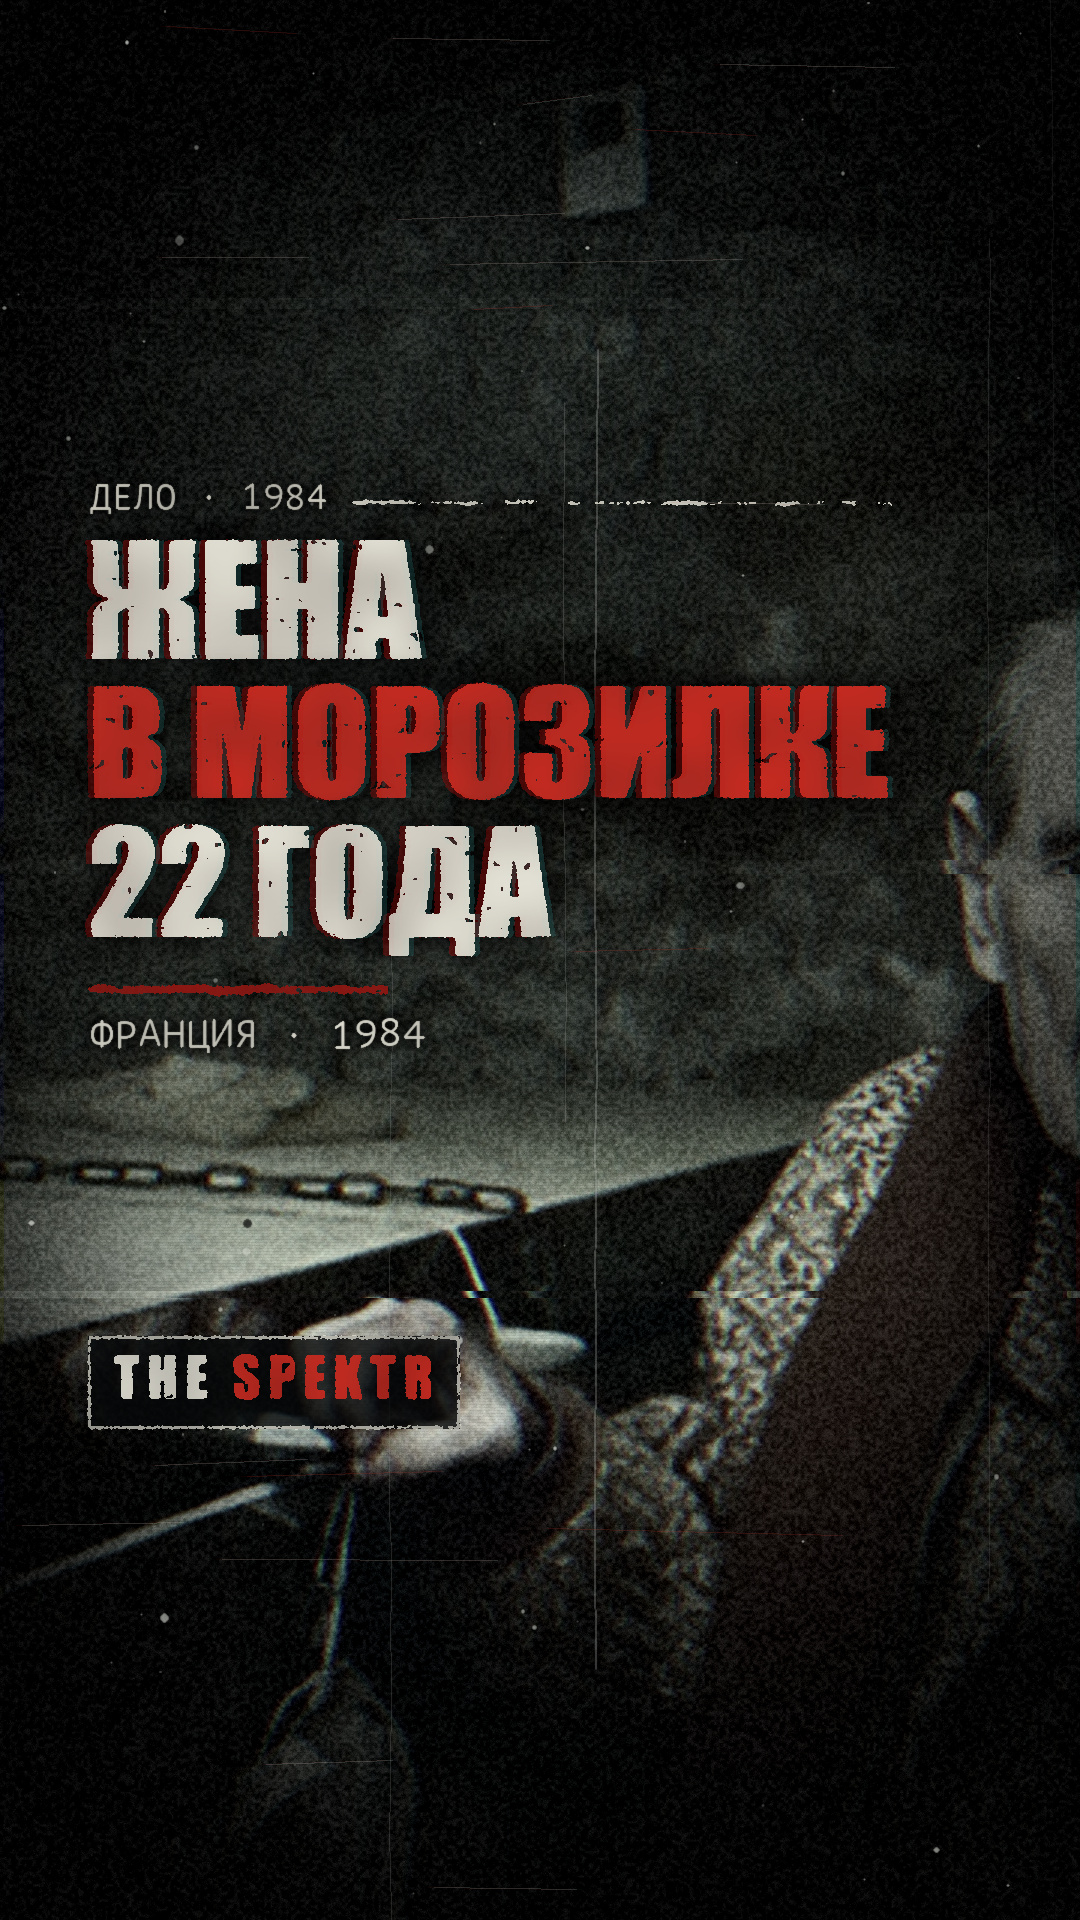 ДЕЛО · 1984
ЖЕНА
В МОРОЗИЛКЕ
22 ГОДА
ФРАНЦИЯ · 1984
THE SPEKTR